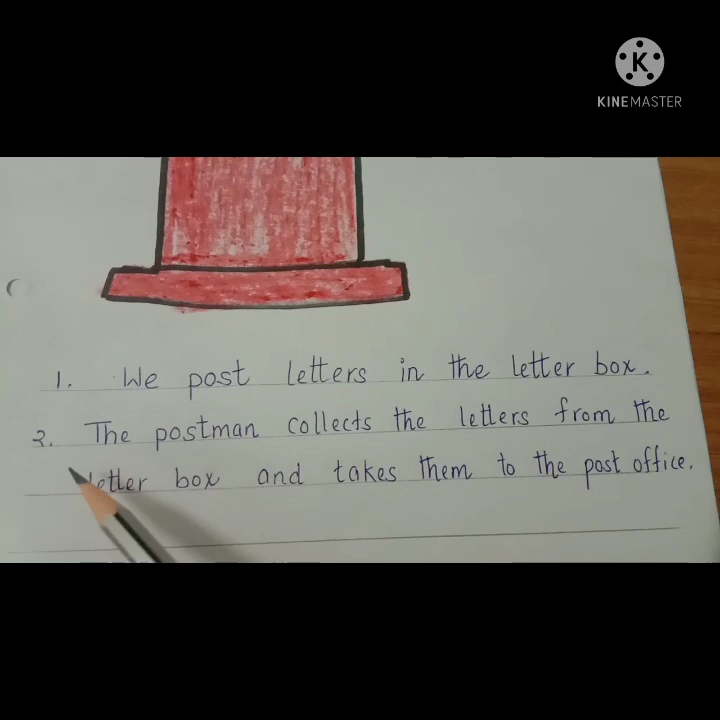 K
KINEMASTER
1. We post letters in the letter box.
2. The postman collects the letters from the
letter box and takes them to the post office.